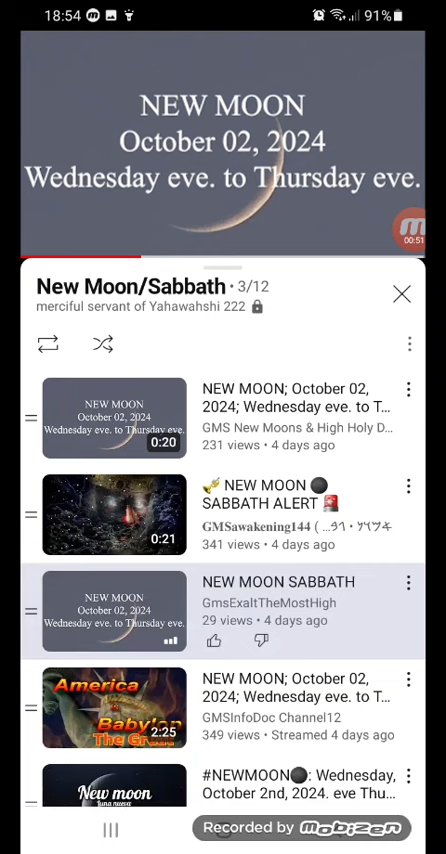 18:54
91%
NEW MOON
October 02, 2024
Wednesday eve. to Thursday eve.
00:51
New Moon/Sabbath · 3/12
merciful servant of Yahawashi 222
NEW MOON
October 02, 2024
Wednesday eve. to Thursday eve.
0:20
NEW MOON; October 02,
2024; Wednesday eve. to T...
GMS New Moons & High Holy D...
231 views • 4 days ago
0:21
🎺 NEW MOON 🌑
SABBATH ALERT 🚨
𝐆𝐌𝐒𝐚𝐰𝐚𝐤𝐞𝐧𝐢𝐧𝐠𝟏𝟒𝟒 (
341 views • 4 days ago
NEW MOON
October 02, 2024
Wednesday eve. to Thursday eve.
NEW MOON SABBATH
GmsExaltTheMostHigh
29 views • 4 days ago
America
Babylon
The Great
2:25
NEW MOON; October 02,
2024; Wednesday eve. to T...
GMSInfoDoc Channel12
349 views • Streamed 4 days ago
New moon
luna nueva
#NEWMOON🌑: Wednesday,
October 2nd, 2024. eve Thu...
Recorded by mobizen